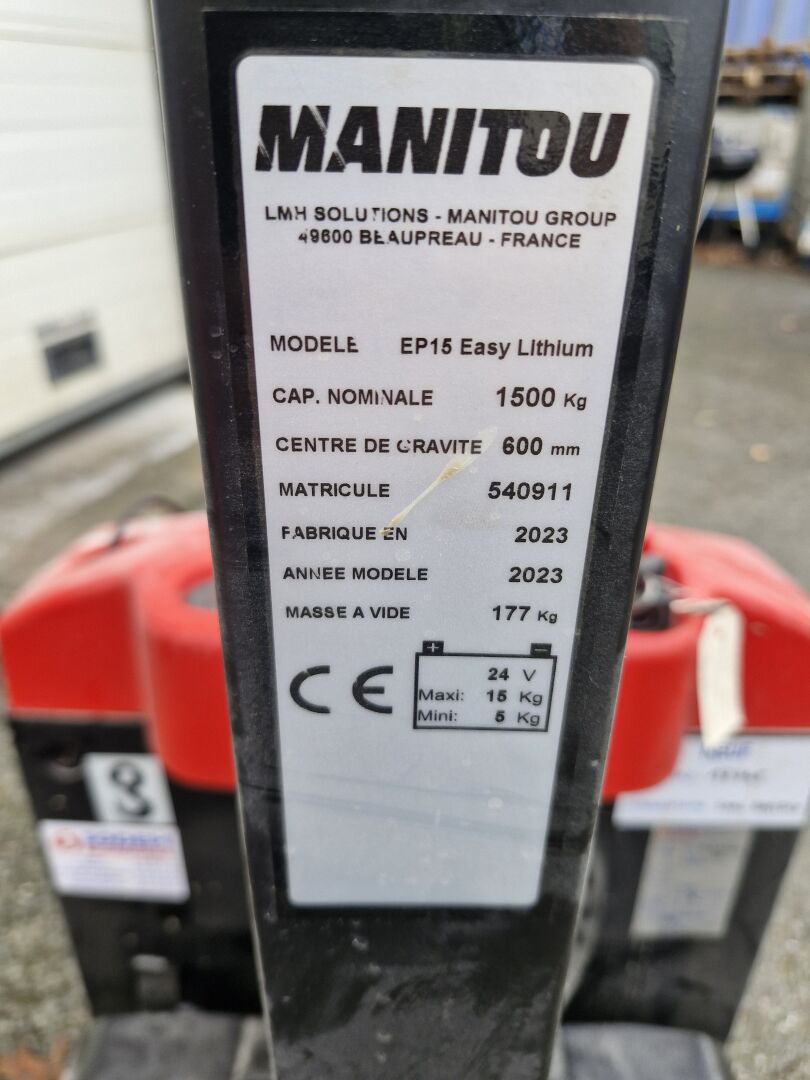 MANITOU
LMH SOLUTIONS - MANITOU GROUP
49600 BEAUPREAU - FRANCE
MODELE EP15 Easy Lithium
CAP. NOMINALE 1500 Kg
CENTRE DE GRAVITE 600 mm
MATRICULE 540911
FABRIQUE EN 2023
ANNEE MODELE 2023
MASSE A VIDE 177 Kg
CE
+ -
24 V
Maxi: 15 Kg
Mini: 5 Kg
8